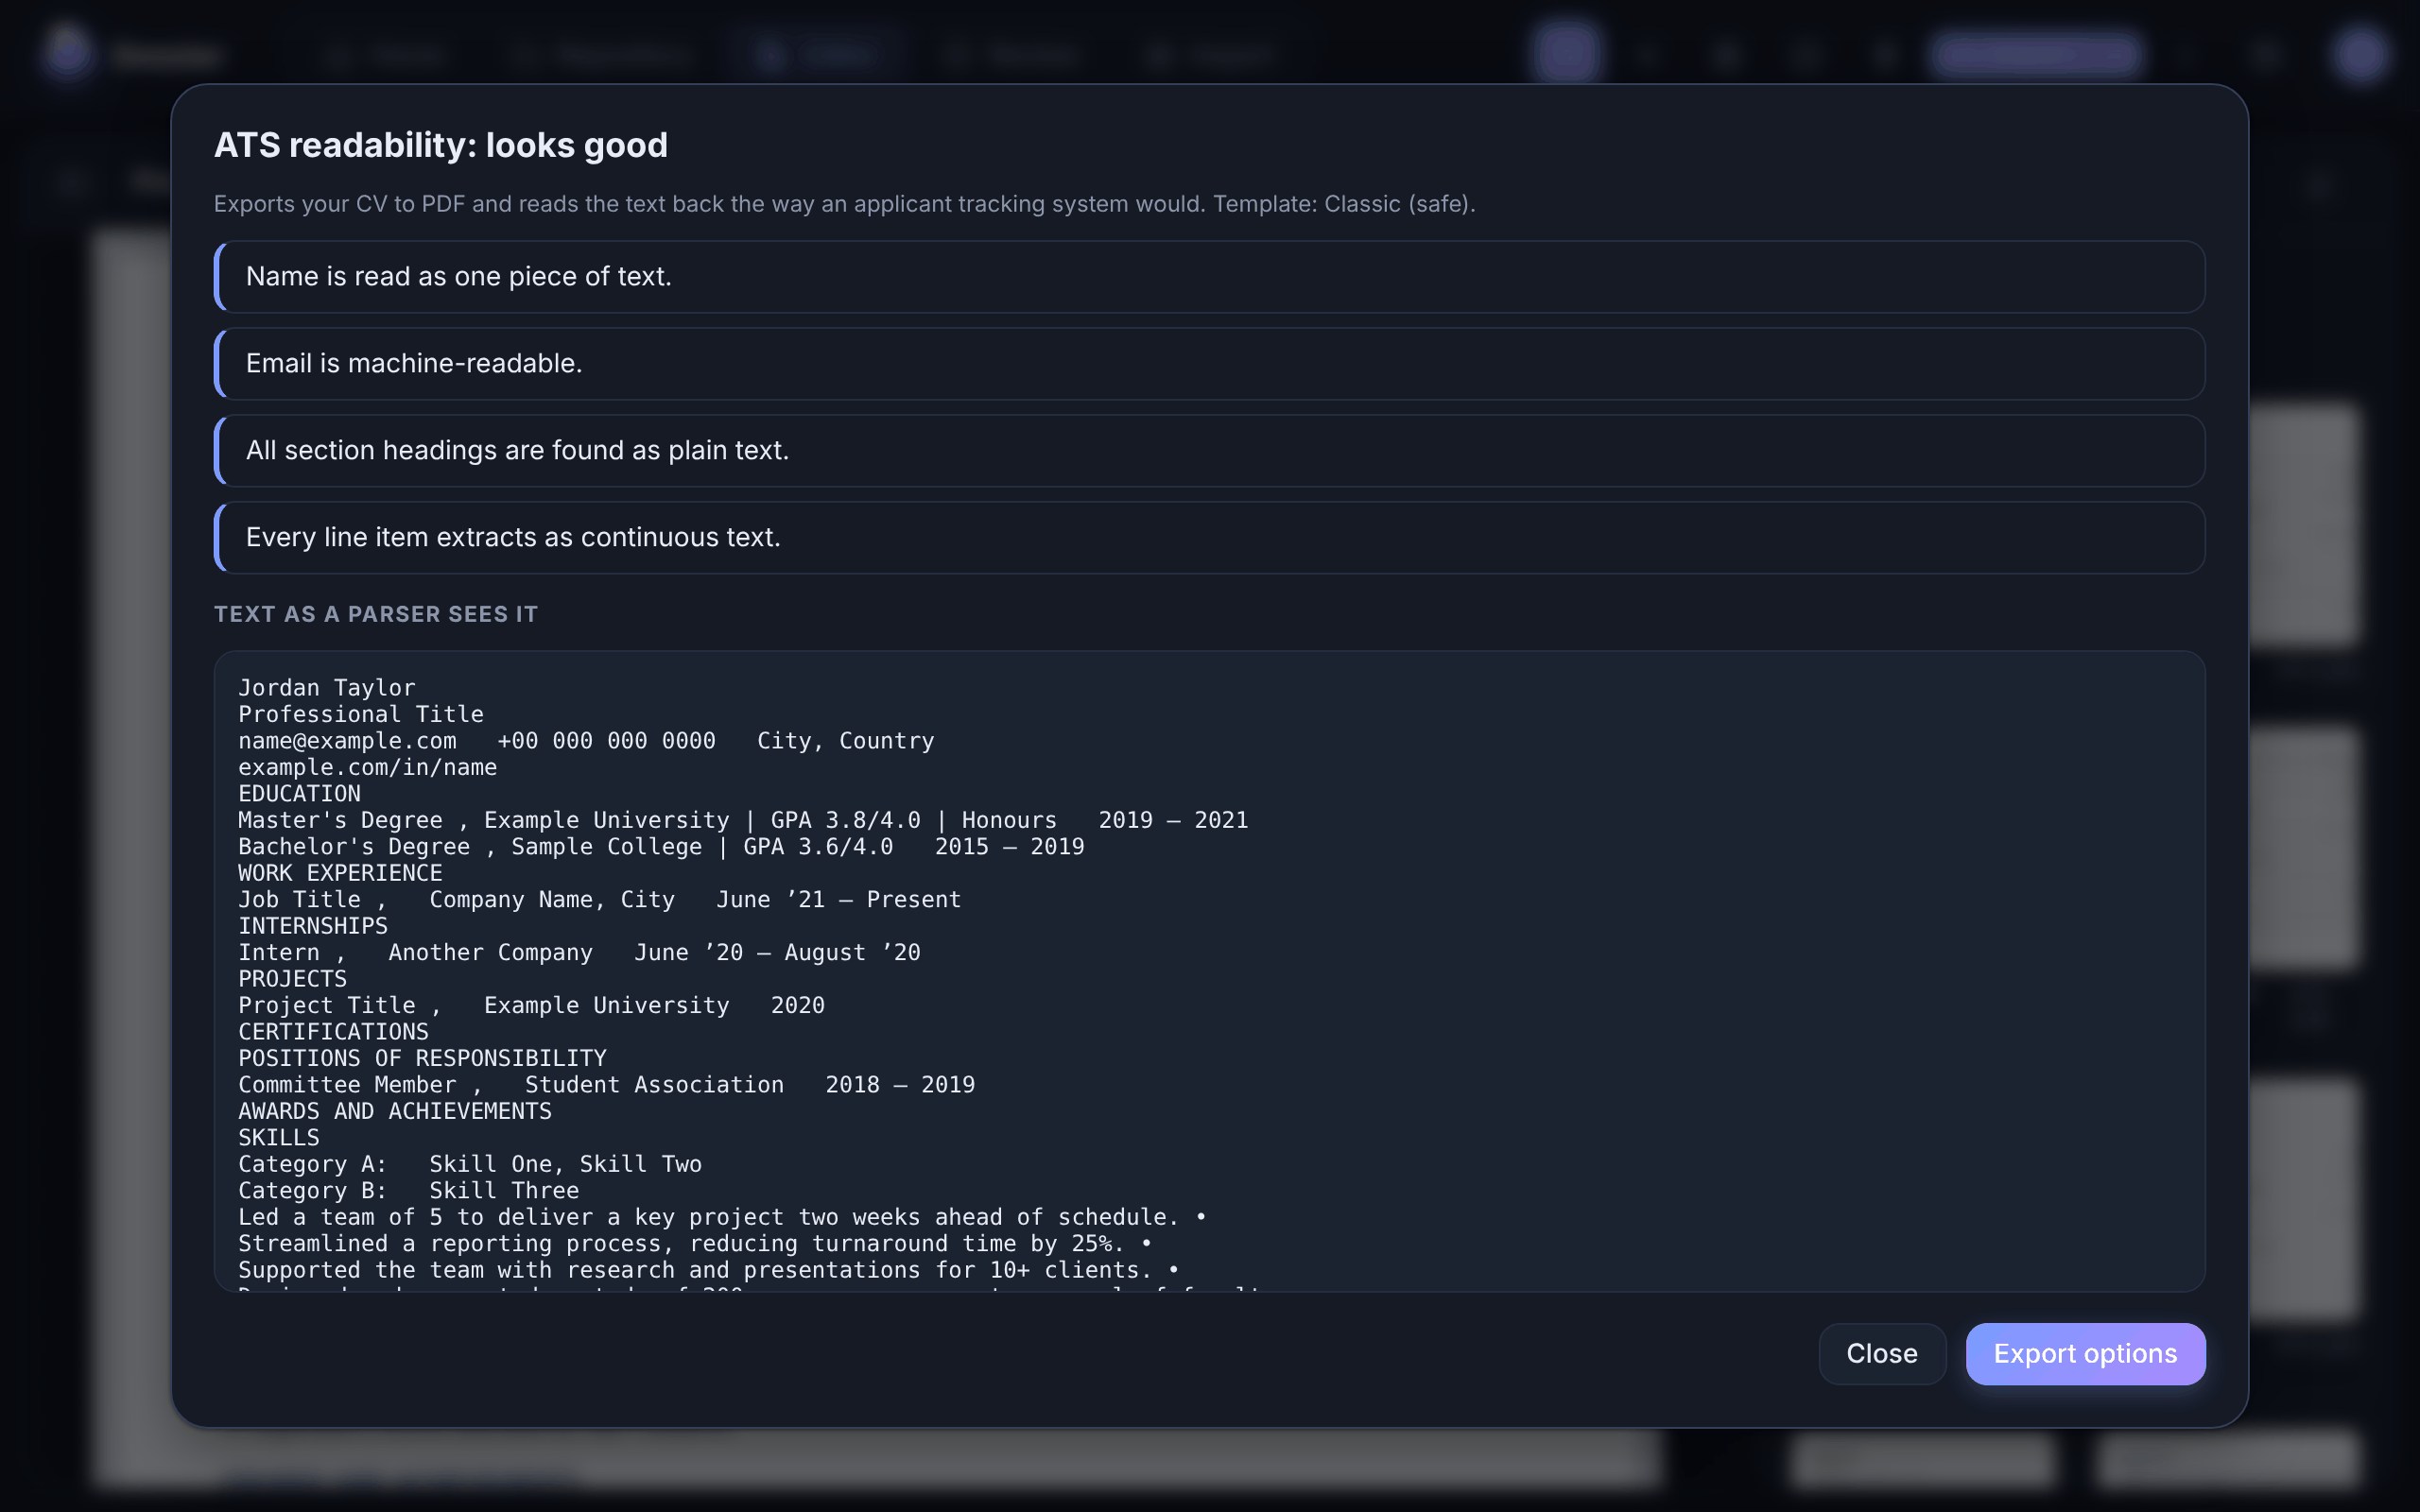 ATS readability: looks good
Exports your CV to PDF and reads the text back the way an applicant tracking system would. Template: Classic (safe).
Name is read as one piece of text.
Email is machine-readable.
All section headings are found as plain text.
Every line item extracts as continuous text.
TEXT AS A PARSER SEES IT
Jordan Taylor
Professional Title
name@example.com   +00 000 000 0000   City, Country
example.com/in/name
EDUCATION
Master's Degree , Example University | GPA 3.8/4.0 | Honours   2019 – 2021
Bachelor's Degree , Sample College | GPA 3.6/4.0   2015 – 2019
WORK EXPERIENCE
Job Title ,   Company Name, City   June ’21 – Present
INTERNSHIPS
Intern ,   Another Company   June ’20 – August ’20
PROJECTS
Project Title ,   Example University   2020
CERTIFICATIONS
POSITIONS OF RESPONSIBILITY
Committee Member ,   Student Association   2018 – 2019
AWARDS AND ACHIEVEMENTS
SKILLS
Category A:   Skill One, Skill Two
Category B:   Skill Three
Led a team of 5 to deliver a key project two weeks ahead of schedule. •
Streamlined a reporting process, reducing turnaround time by 25%. •
Supported the team with research and presentations for 10+ clients. •
Close
Export options